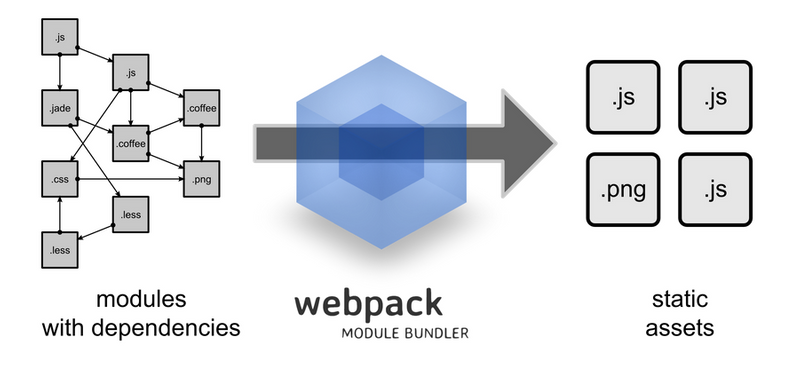 .js
.js
.jade
.coffee
.coffee
.css
.png
.less
.less
modules
with dependencies
webpack
MODULE BUNDLER
.js
.js
.png
.js
static
assets